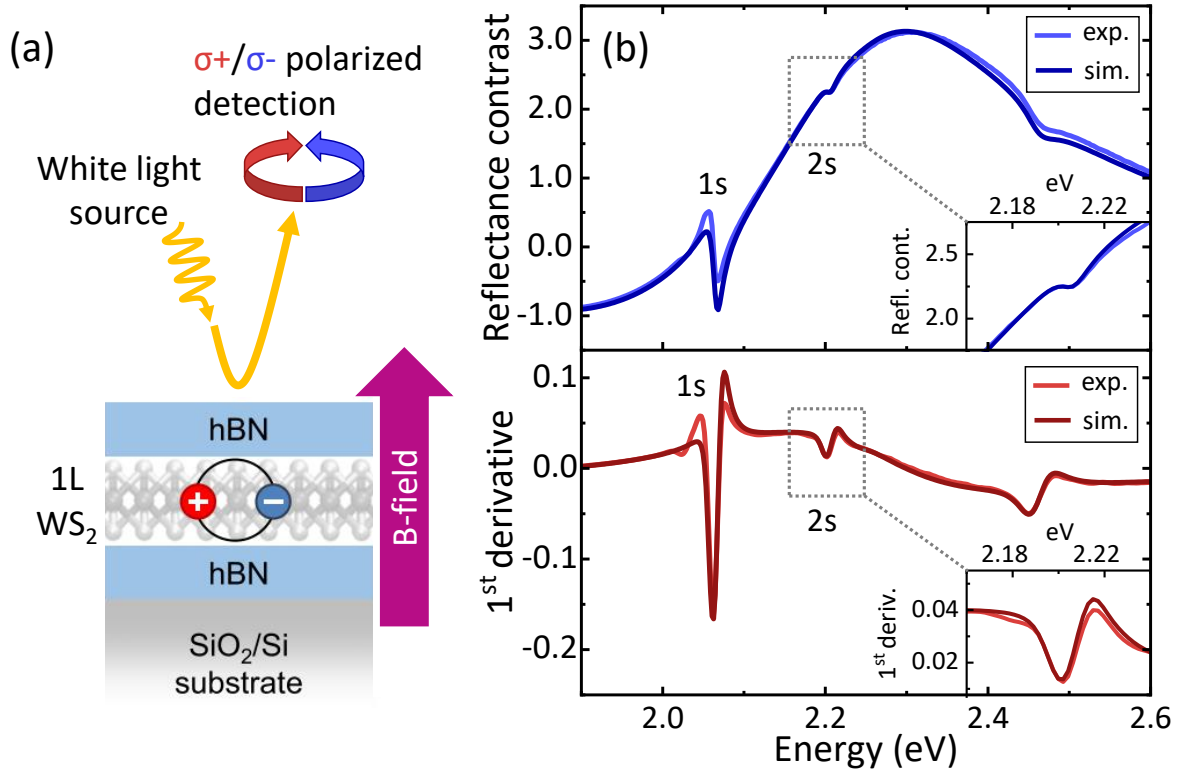 (a)
σ+/σ- polarized
detection
White light
source
hBN
1L
WS2
+
−
hBN
SiO2/Si
substrate
B-field
(b)
Reflectance contrast
3.0
2.0
1.0
0.0
-1.0
exp.
sim.
1s
2s
eV
2.18
2.22
Refl. cont.
2.5
2.0
1st derivative
0.1
0.0
-0.1
-0.2
exp.
sim.
1s
2s
eV
2.18
2.22
1st deriv.
0.04
0.02
2.0
2.2
2.4
2.6
Energy (eV)